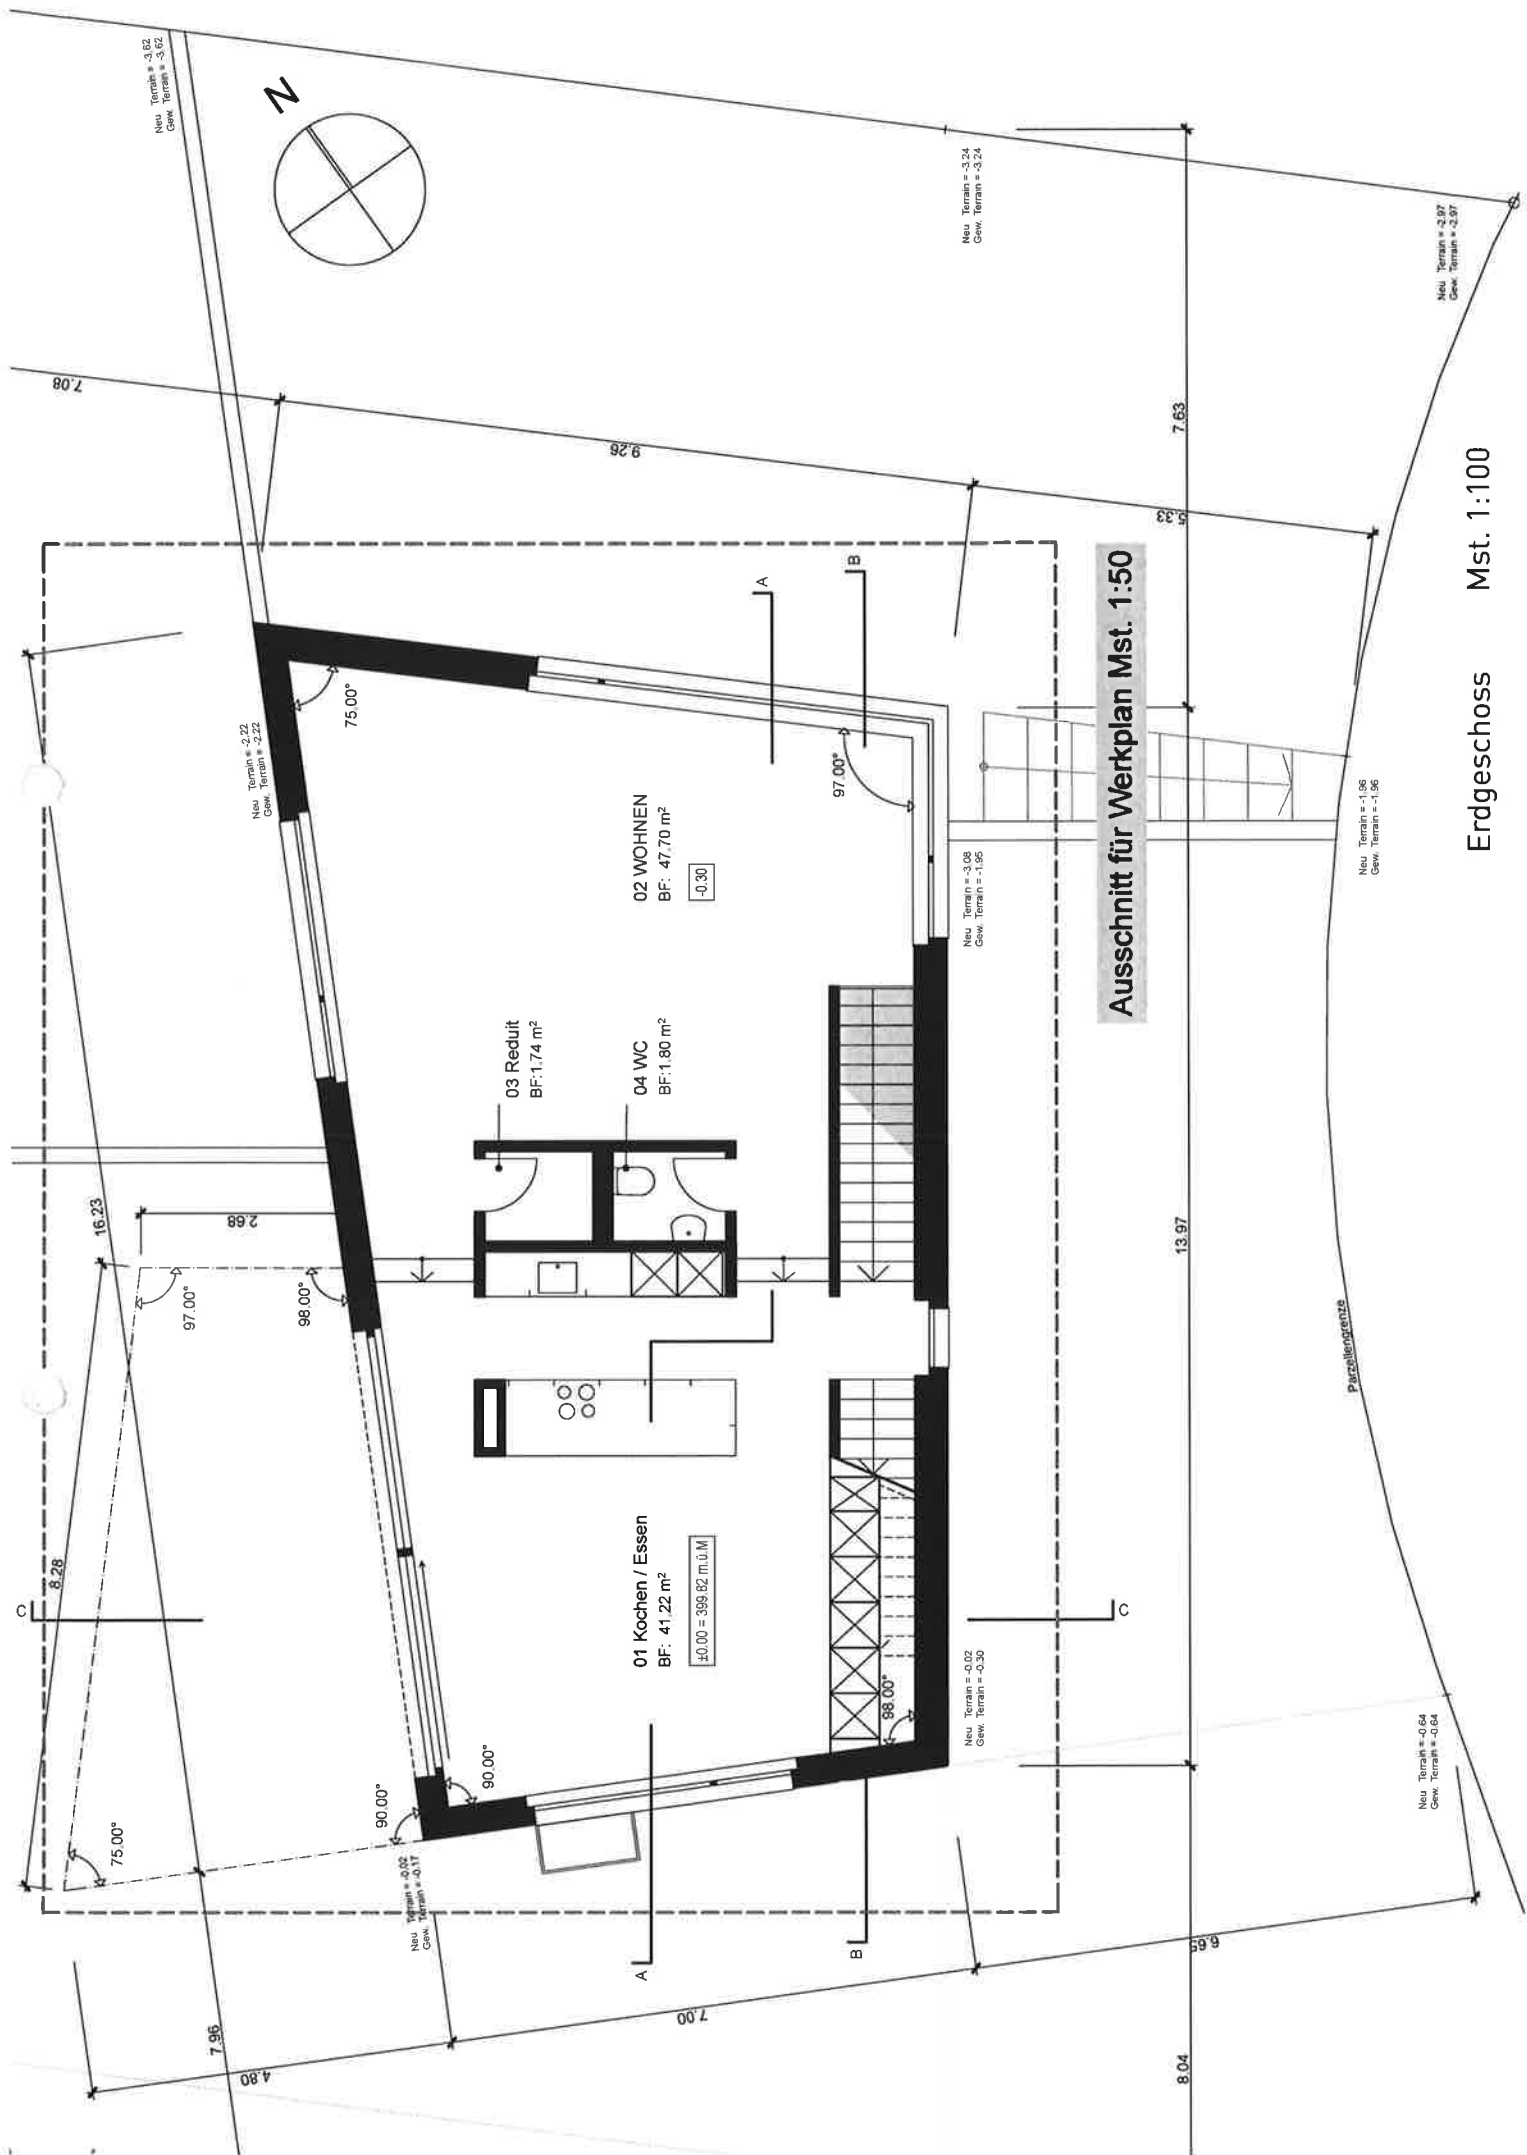 Neu Terrain = -3.62
Gew. Terrain = -3.62
N
7.08
9.26
5.33
7.63
Neu Terrain = -3.24
Gew. Terrain = -3.24
Neu Terrain = -2.97
Gew. Terrain = -2.97
Neu Terrain = -2.22
Gew. Terrain = -2.22
75.00°
97.00°
A
B
02 WOHNEN
BF: 47.70 m²
-0.30
03 Reduit
BF:1.74 m²
04 WC
BF:1.80 m²
Neu Terrain = -3.08
Gew. Terrain = -1.95
Ausschnitt für Werkplan Mst. 1:50
Neu Terrain = -1.96
Gew. Terrain = -1.96
Erdgeschoss Mst. 1:100
16.23
2.68
97.00°
98.00°
13.97
Parzellengrenze
8.28
C
01 Kochen / Essen
BF: 41.22 m²
±0.00 = 399.82 m.ü.M
C
98.00°
Neu Terrain = -0.02
Gew. Terrain = -0.30
75.00°
90.00°
90.00°
Neu Terrain = -0.02
Gew. Terrain = -0.17
A
B
Neu Terrain = -0.64
Gew. Terrain = -0.64
7.96
4.80
7.00
6.65
8.04